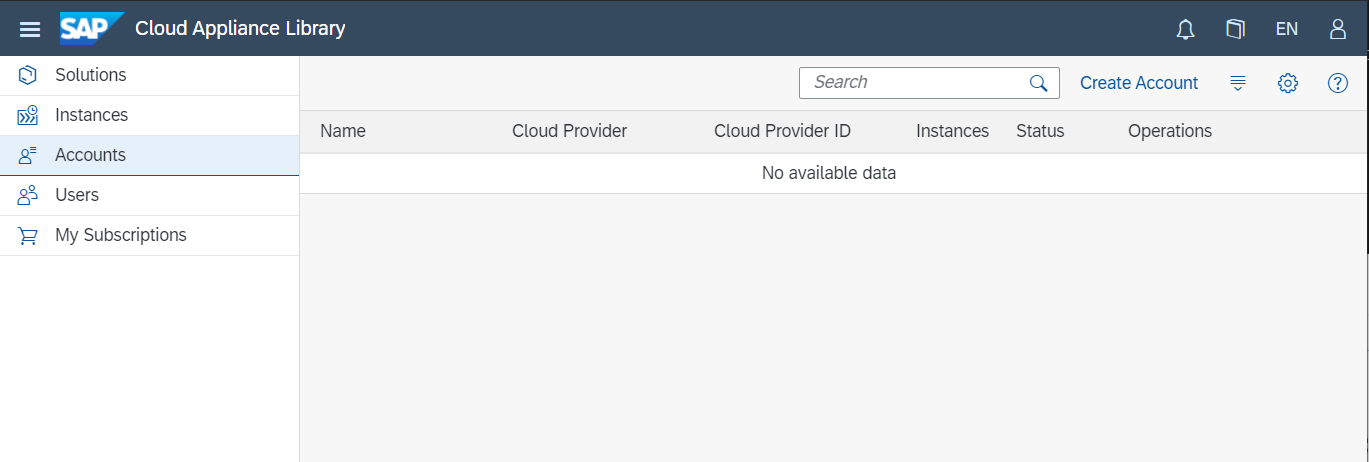 SAP Cloud Appliance Library EN
Solutions
Instances
Accounts
Users
My Subscriptions
Search Create Account
Name Cloud Provider Cloud Provider ID Instances Status Operations
No available data